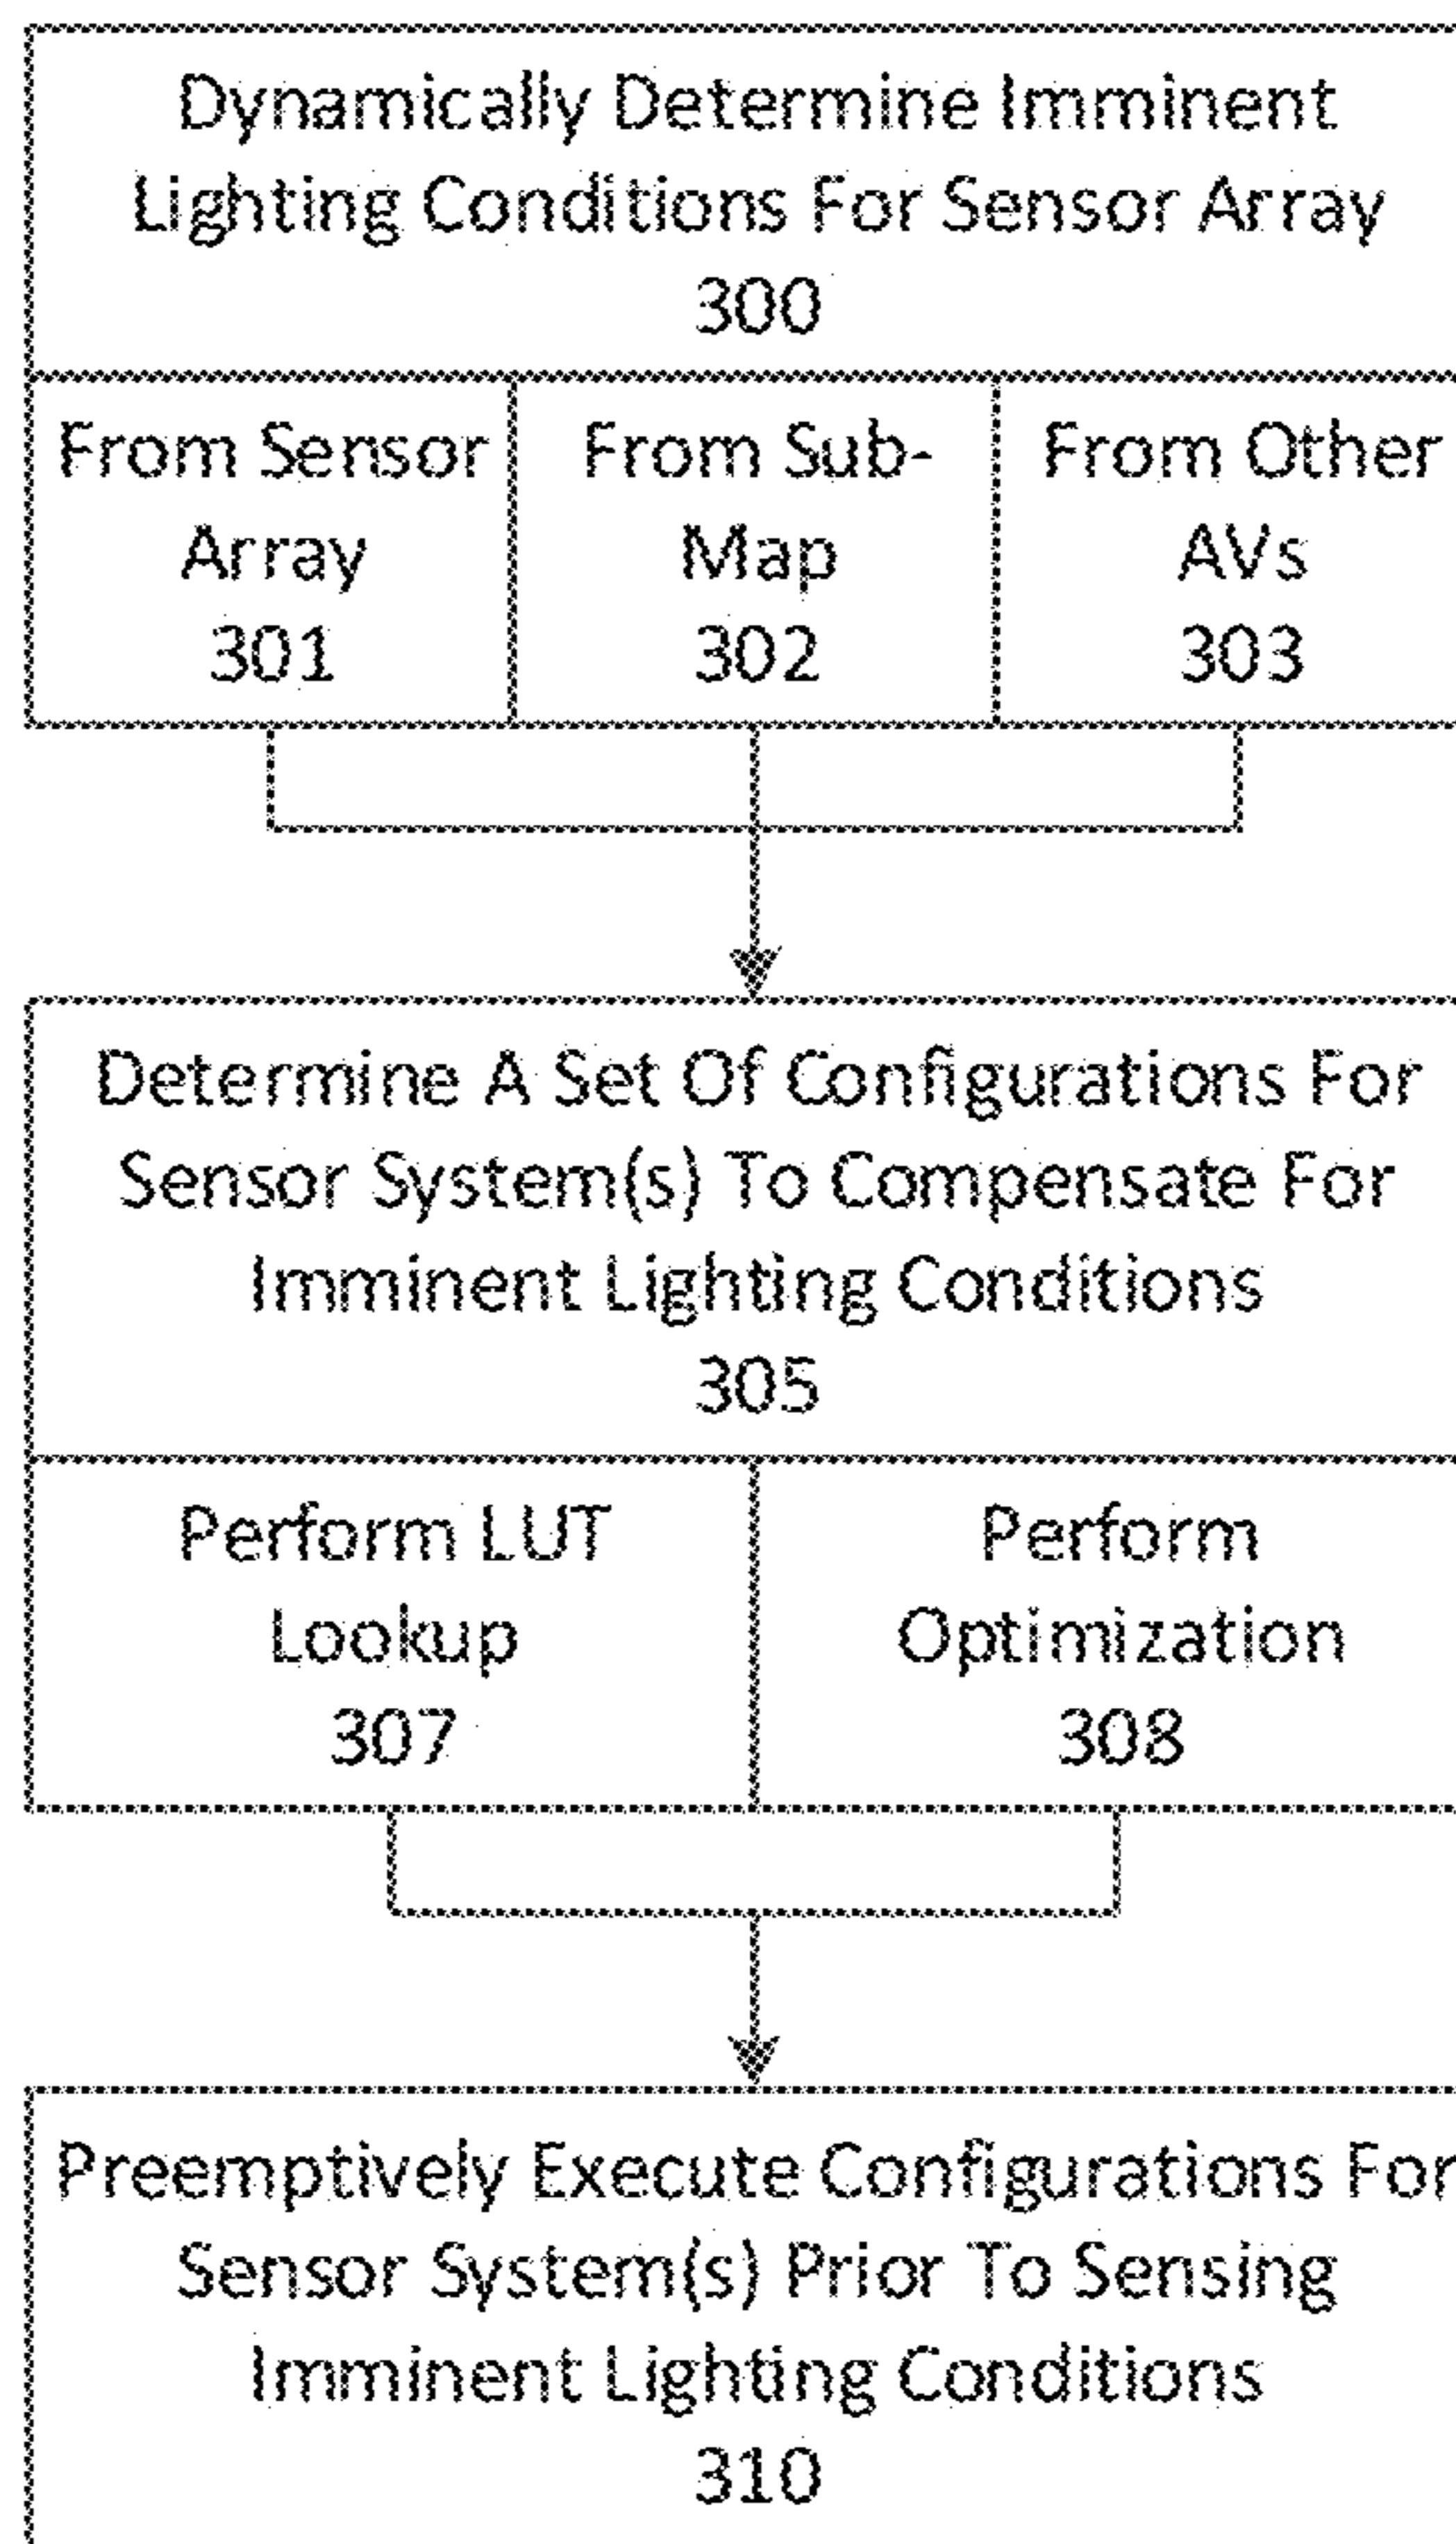 Dynamically Determine Imminent
Lighting Conditions For Sensor Array
300
From Sensor
Array
301
From Sub-
Map
302
From Other
AVs
303
Determine A Set Of Configurations For
Sensor System(s) To Compensate For
Imminent Lighting Conditions
305
Perform LUT
Lookup
307
Perform
Optimization
308
Preemptively Execute Configurations For
Sensor System(s) Prior To Sensing
Imminent Lighting Conditions
310